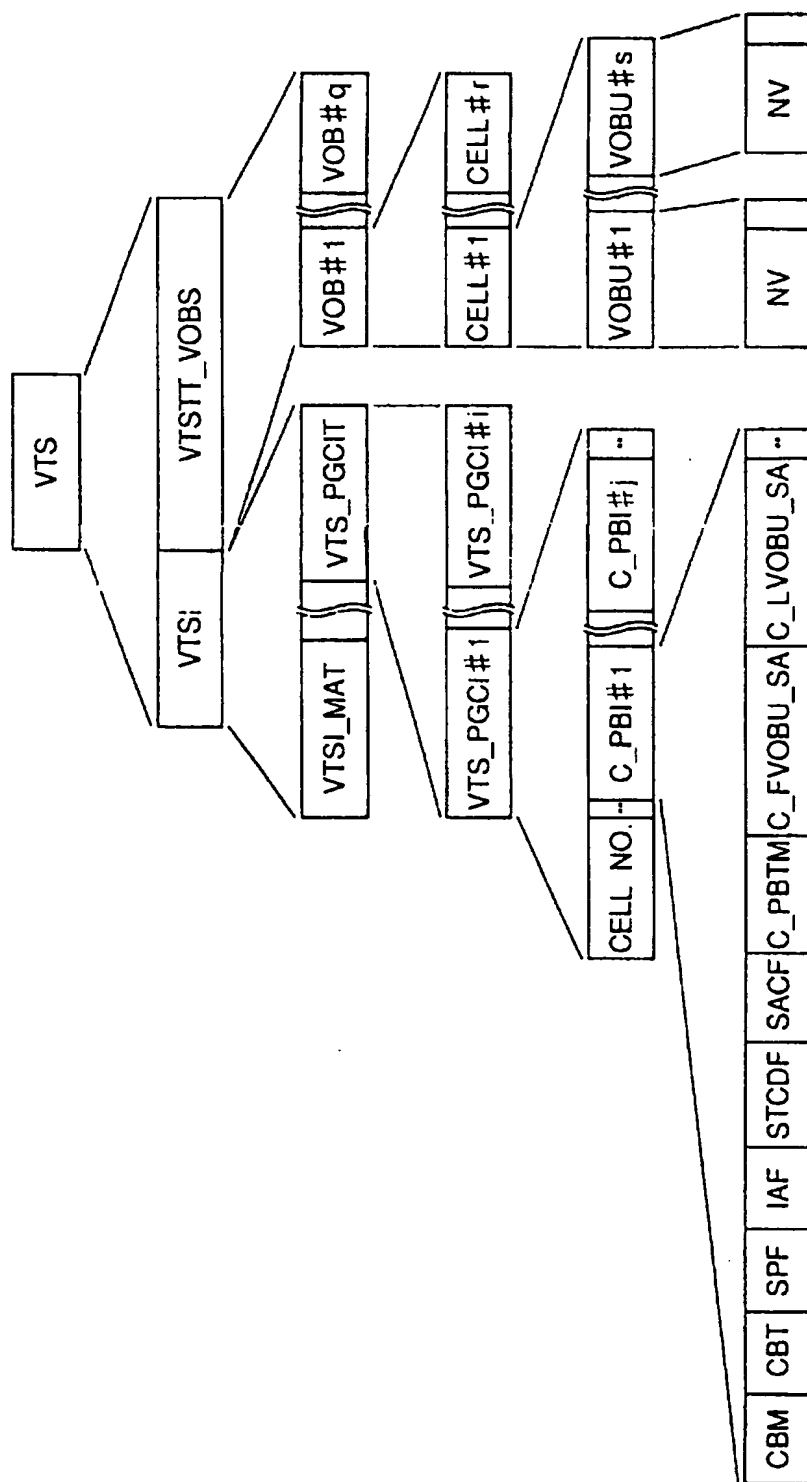 VTS
VTSI VTSTT_VOBS
VTSI_MAT VTS_PGCIT VOB#1 VOB#q
VTS_PGCI#1 VTS_PGCI#i CELL#1 CELL#r
CELL NO. -- C_PBI#1 C_PBI#j -- VOBU#1 VOBU#s
CBM CBT SPF IAF STCDF SACF C_PBTM C_FVOBU_SA C_LVOBU_SA -- NV NV